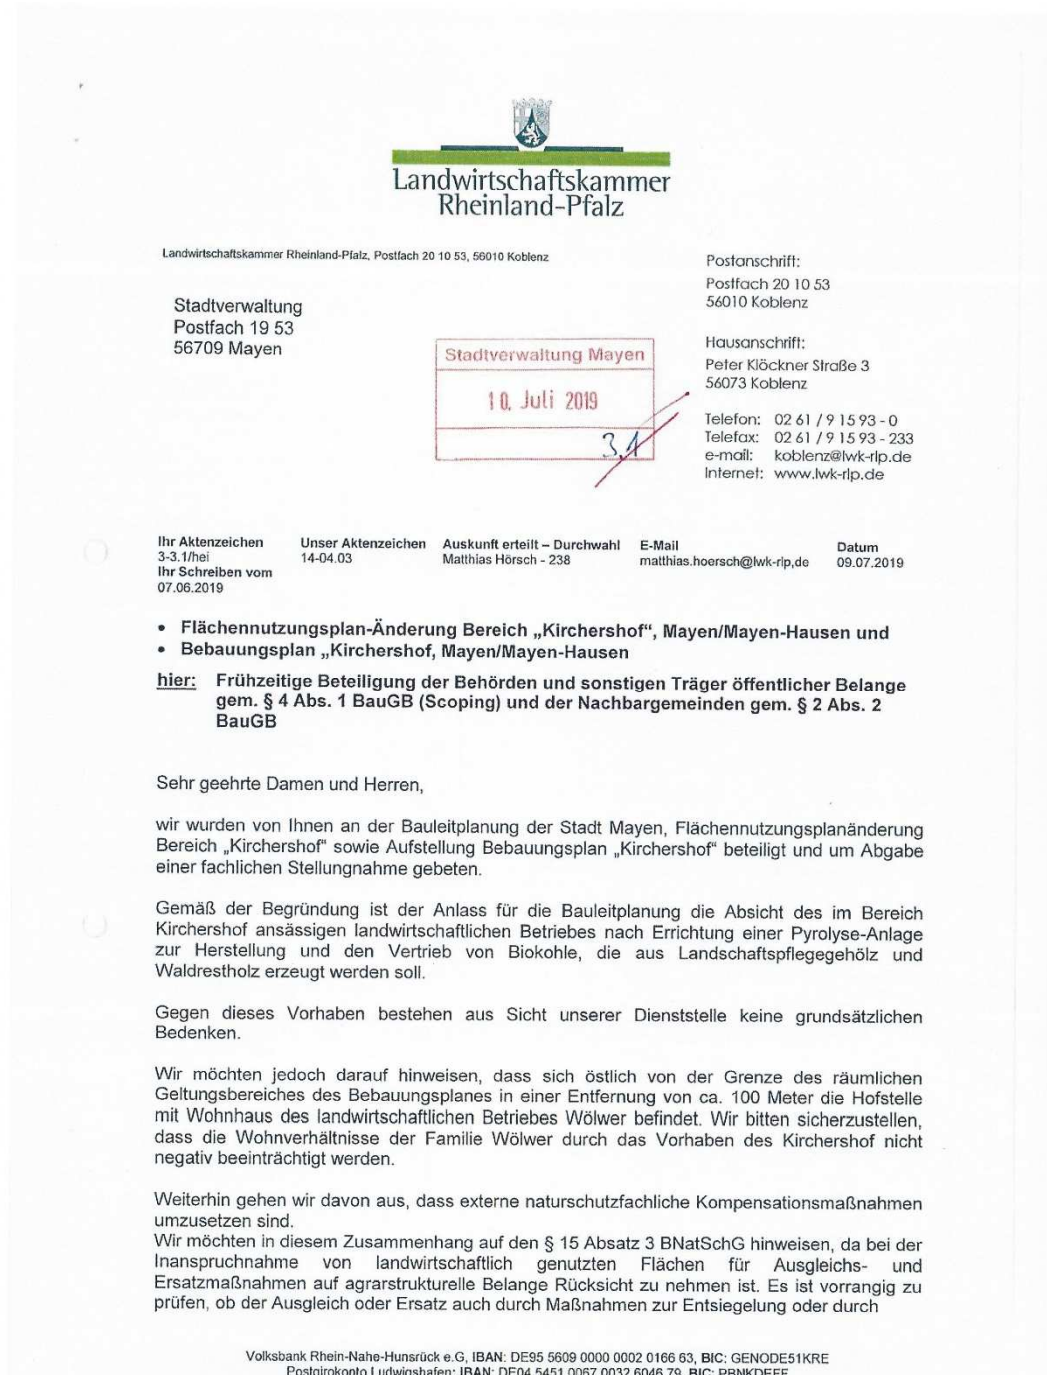 Landwirtschaftskammer
Rheinland-Pfalz
Landwirtschaftskammer Rheinland-Pfalz, Postfach 20 10 53, 56010 Koblenz
Stadtverwaltung
Postfach 19 53
56709 Mayen
Stadtverwaltung Mayen
10. Juli 2019
3.1
Postanschrift:
Postfach 20 10 53
56010 Koblenz
Hausanschrift:
Peter Klöckner Straße 3
56073 Koblenz
Telefon: 02 61 / 9 15 93 - 0
Telefax: 02 61 / 9 15 93 - 233
e-mail: koblenz@lwk-rlp.de
Internet: www.lwk-rlp.de
Ihr Aktenzeichen Unser Aktenzeichen Auskunft erteilt – Durchwahl E-Mail Datum
3-3.1/hei 14-04.03 Matthias Hörsch - 238 matthias.hoersch@lwk-rlp,de 09.07.2019
Ihr Schreiben vom
07.06.2019
• Flächennutzungsplan-Änderung Bereich „Kirchershof“, Mayen/Mayen-Hausen und
• Bebauungsplan „Kirchershof, Mayen/Mayen-Hausen
hier: Frühzeitige Beteiligung der Behörden und sonstigen Träger öffentlicher Belange
gem. § 4 Abs. 1 BauGB (Scoping) und der Nachbargemeinden gem. § 2 Abs. 2
BauGB
Sehr geehrte Damen und Herren,
wir wurden von Ihnen an der Bauleitplanung der Stadt Mayen, Flächennutzungsplanänderung
Bereich „Kirchershof“ sowie Aufstellung Bebauungsplan „Kirchershof“ beteiligt und um Abgabe
einer fachlichen Stellungnahme gebeten.
Gemäß der Begründung ist der Anlass für die Bauleitplanung die Absicht des im Bereich
Kirchershof ansässigen landwirtschaftlichen Betriebes nach Errichtung einer Pyrolyse-Anlage
zur Herstellung und den Vertrieb von Biokohle, die aus Landschaftspflegegehölz und
Waldrestholz erzeugt werden soll.
Gegen dieses Vorhaben bestehen aus Sicht unserer Dienststelle keine grundsätzlichen
Bedenken.
Wir möchten jedoch darauf hinweisen, dass sich östlich von der Grenze des räumlichen
Geltungsbereiches des Bebauungsplanes in einer Entfernung von ca. 100 Meter die Hofstelle
mit Wohnhaus des landwirtschaftlichen Betriebes Wölwer befindet. Wir bitten sicherzustellen,
dass die Wohnverhältnisse der Familie Wölwer durch das Vorhaben des Kirchershof nicht
negativ beeinträchtigt werden.
Weiterhin gehen wir davon aus, dass externe naturschutzfachliche Kompensationsmaßnahmen
umzusetzen sind.
Wir möchten in diesem Zusammenhang auf den § 15 Absatz 3 BNatSchG hinweisen, da bei der
Inanspruchnahme von landwirtschaftlich genutzten Flächen für Ausgleichs- und
Ersatzmaßnahmen auf agrarstrukturelle Belange Rücksicht zu nehmen ist. Es ist vorrangig zu
prüfen, ob der Ausgleich oder Ersatz auch durch Maßnahmen zur Entsiegelung oder durch
Volksbank Rhein-Nahe-Hunsrück e.G, IBAN: DE95 5609 0000 0002 0166 63, BIC: GENODE51KRE
Postgirokonto Ludwigshafen: IBAN: DE04 5451 0067 0032 6046 79, BIC: PBNKDEFF